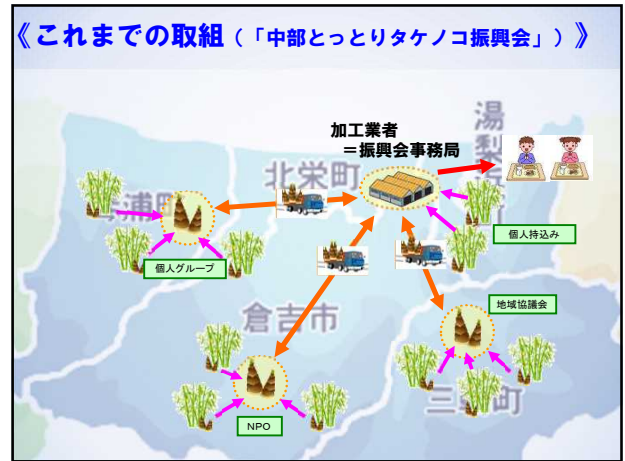 《これまでの取組（「中部とっとりタケノコ振興会」）》
加工業者
＝振興会事務局
湯
梨
北栄町
浦
個人持込み
個人グループ
地域協議会
倉吉市
三
町
NPO